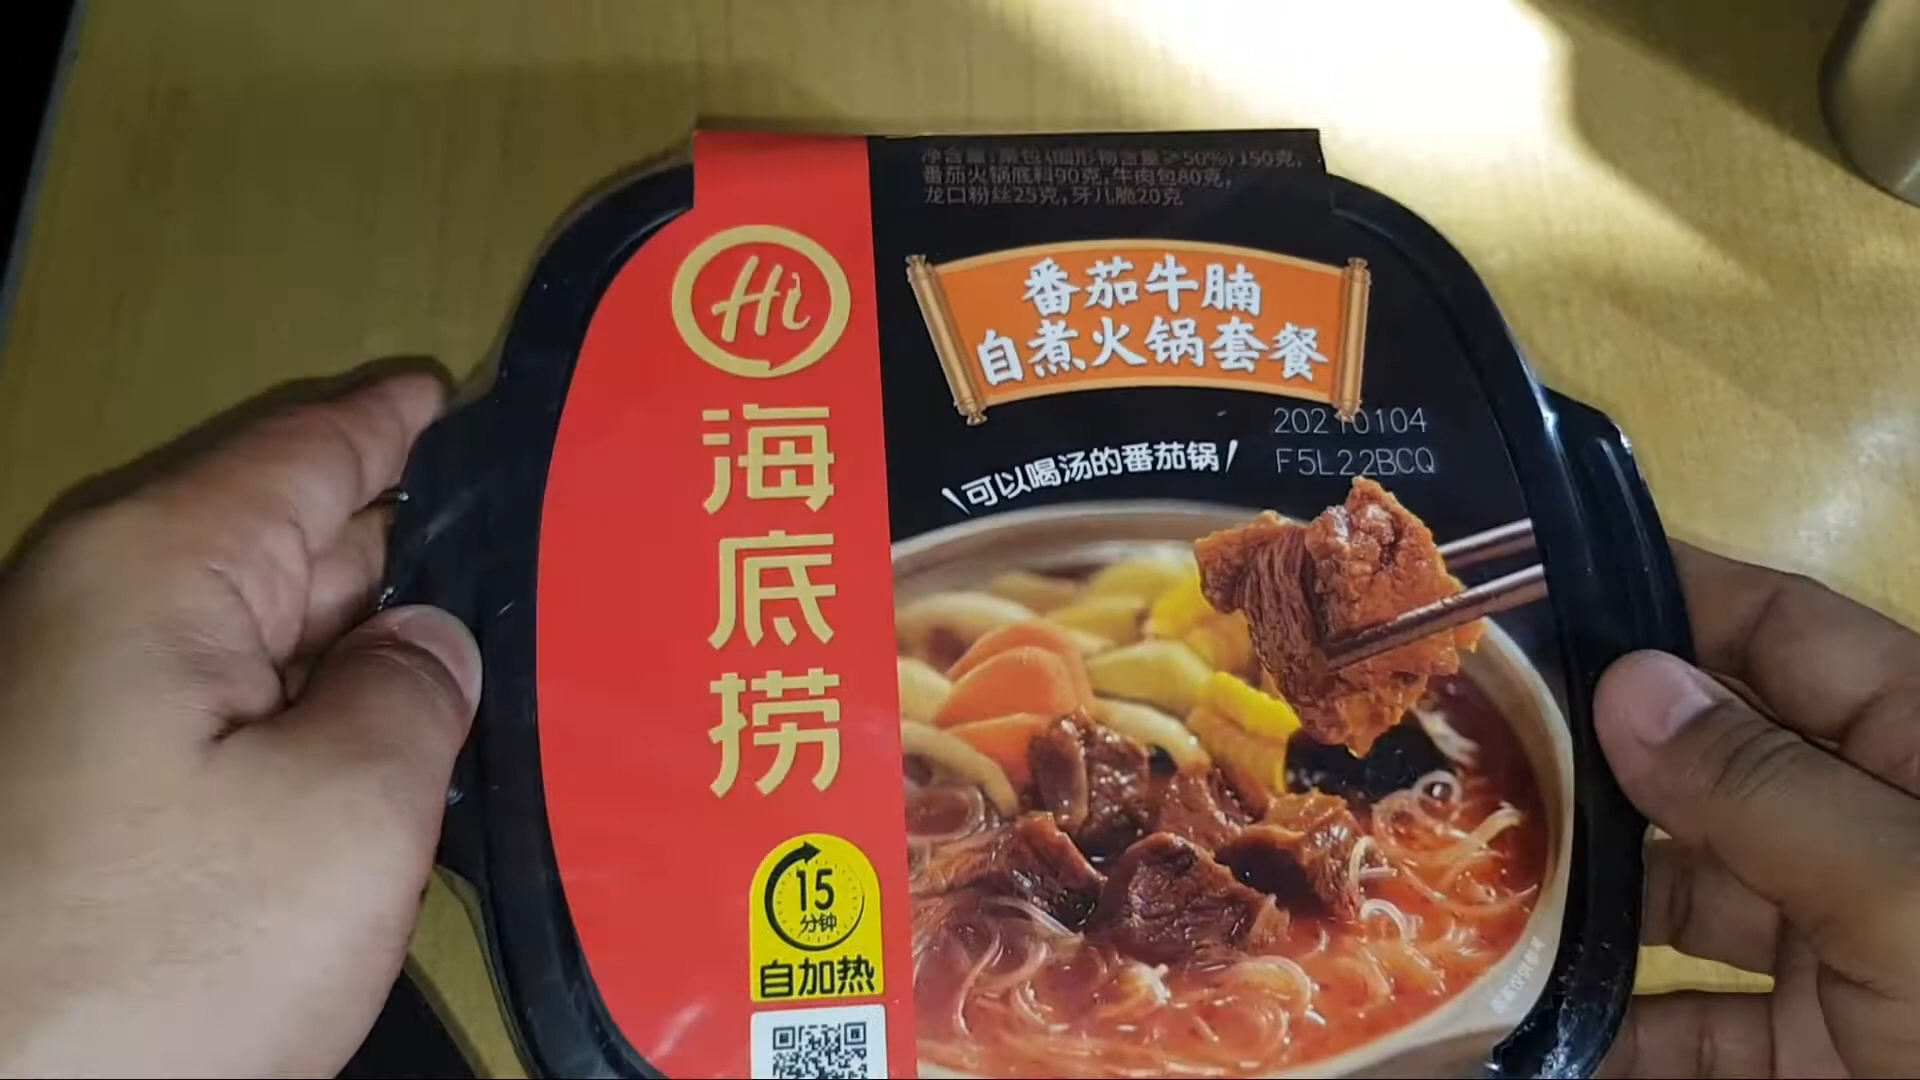 净含量:菜包(固形物含量≥50%)150克,
番茄火锅底料90克,牛肉包80克,
龙口粉丝25克,牙儿脆20克
Hi
海底捞
番茄牛腩
自煮火锅套餐
20210104
F5L22BCQ
可以喝汤的番茄锅!
15
分钟
自加热